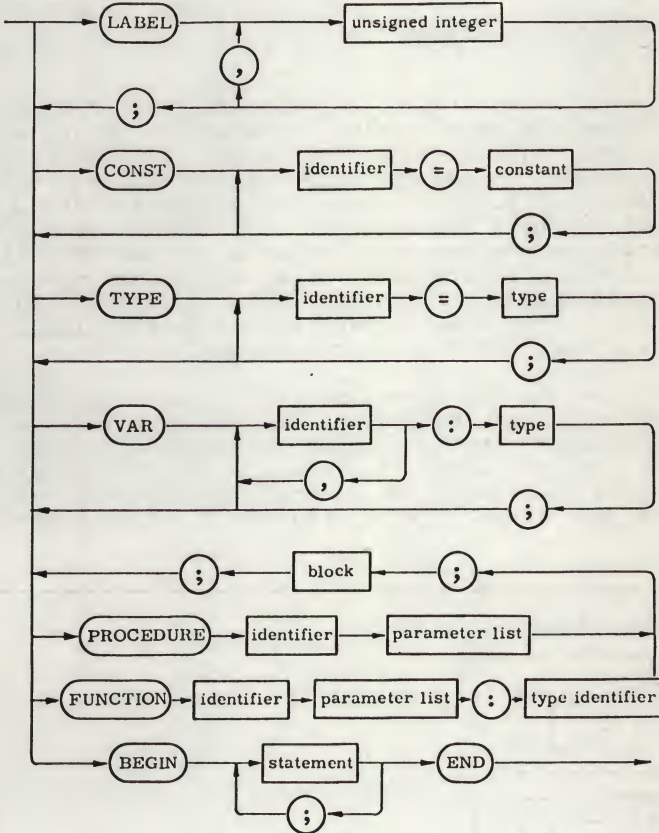 LABEL unsigned integer
,
;
CONST identifier = constant
;
TYPE identifier = type
;
VAR identifier : type
,
;
; block ;
PROCEDURE identifier parameter list
FUNCTION identifier parameter list : type identifier
BEGIN statement END
;